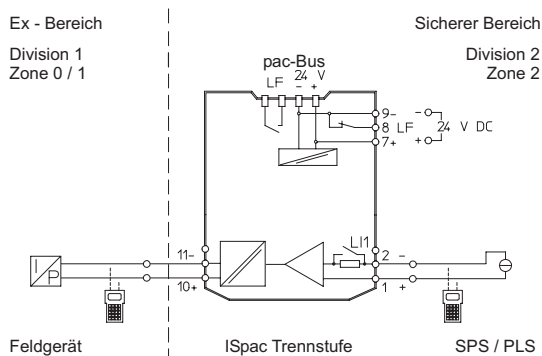 Ex - Bereich
Sicherer Bereich
Division 1
Zone 0 / 1
Division 2
Zone 2
pac-Bus
LF 24 V
- +
9-
8 LF
7+
- +
24 V DC
LI1
11-
10+
2 -
1 +
I
P
Feldgerät
ISpac Trennstufe
SPS / PLS